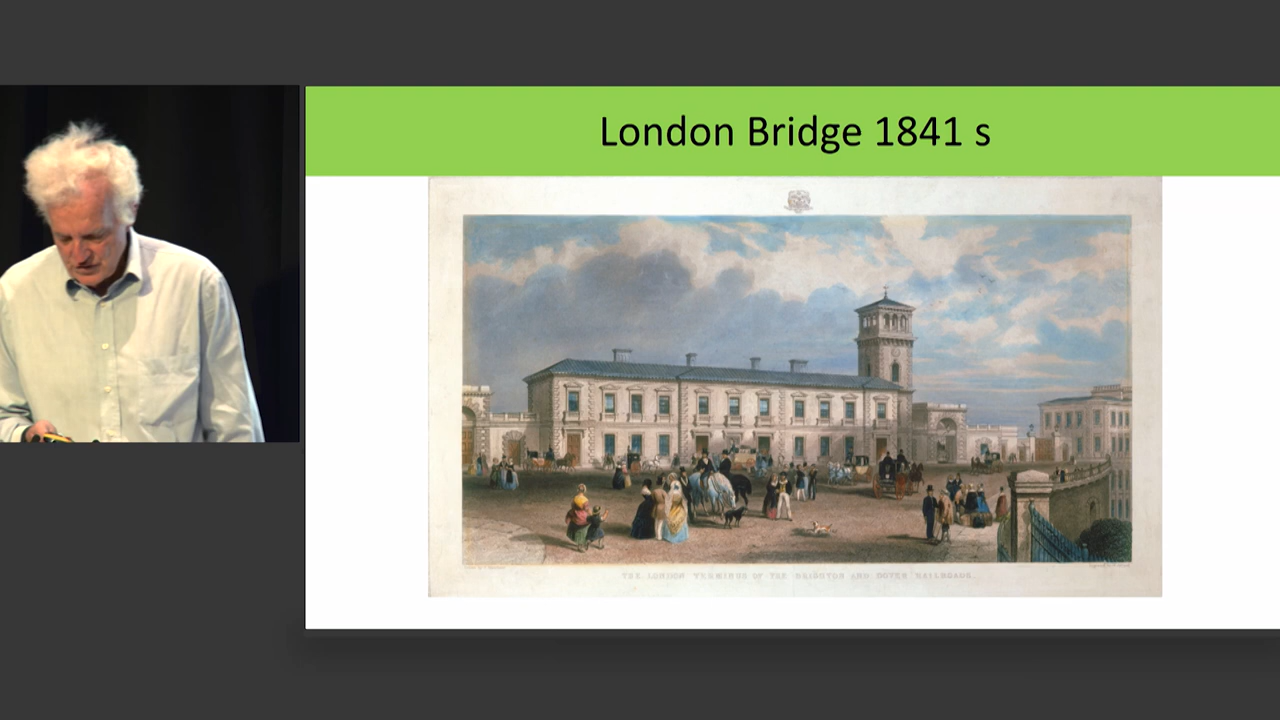 London Bridge 1841 s
THE LONDON TERMINUS OF THE BRIGHTON AND DOVER RAILROADS.